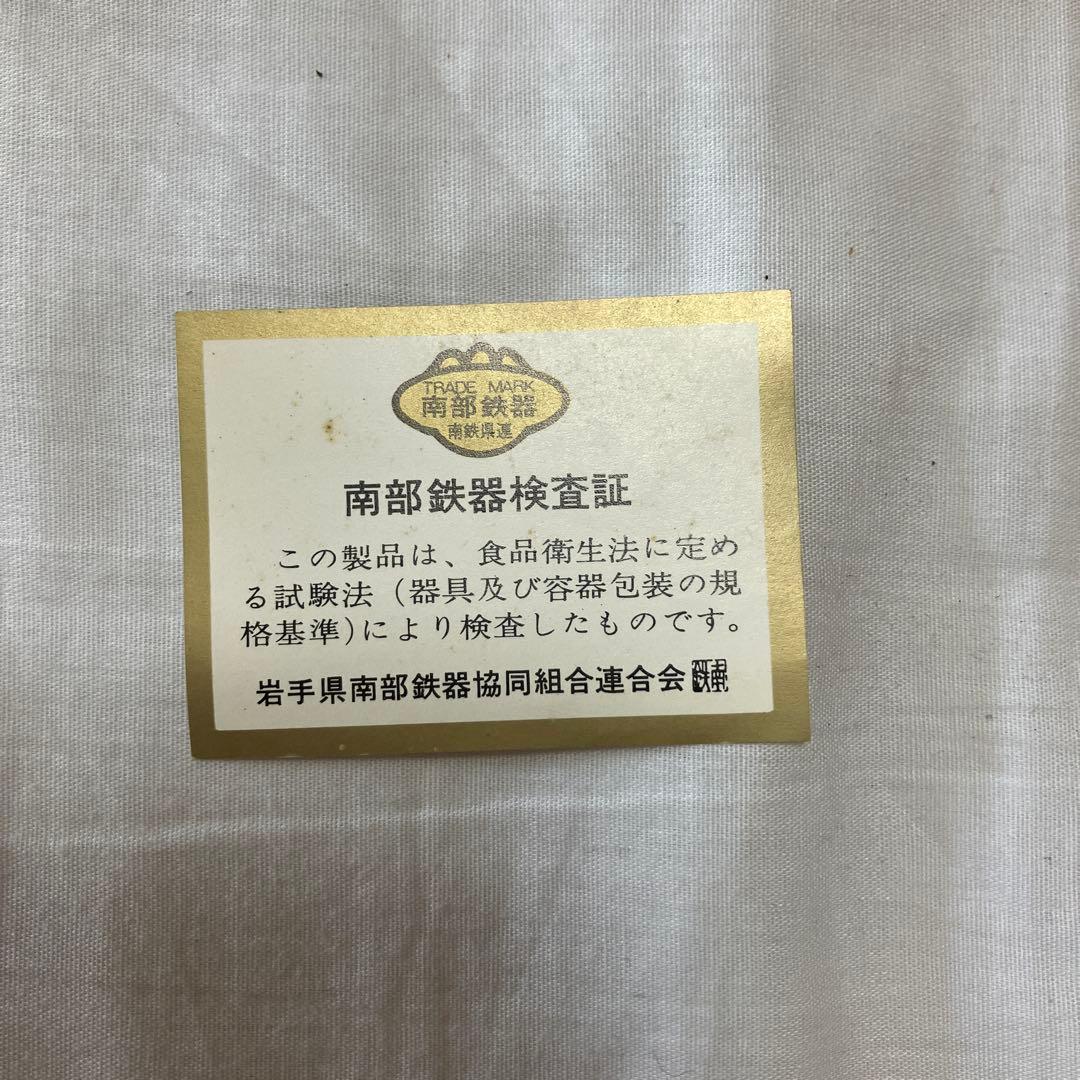 TRADE MARK
南部鉄器
南鉄県連
南部鉄器検査証
この製品は、食品衛生法に定め
る試験法(器具及び容器包装の規
格基準)により検査したものです。
岩手県南部鉄器協同組合連合会